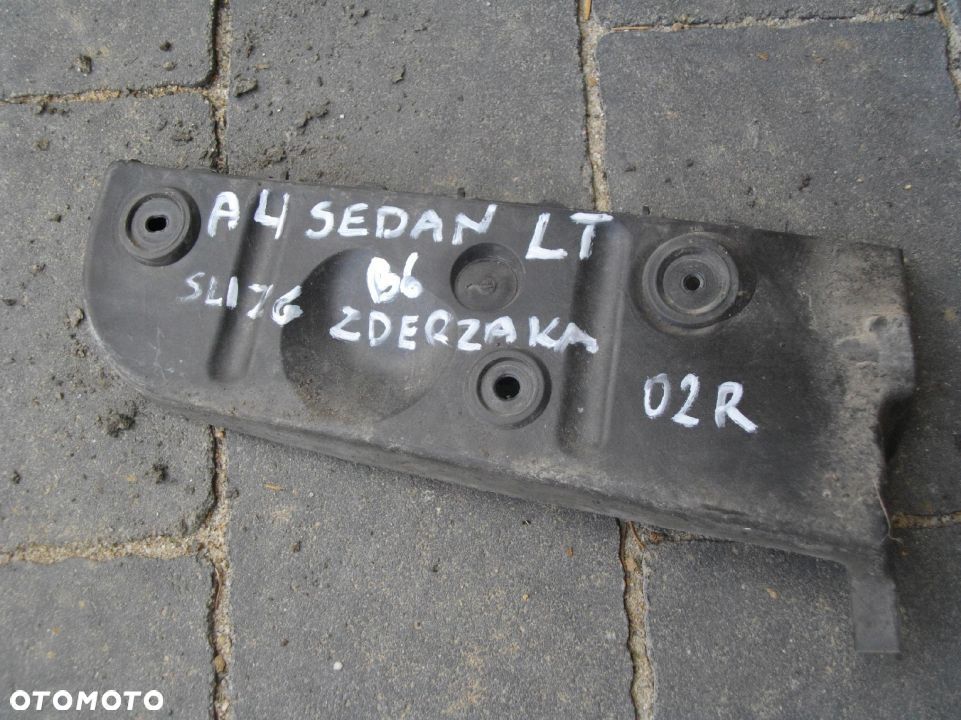 A4 SEDAN LT
B6
SLIZG ZDERZAKA
02R
OTOMOTO